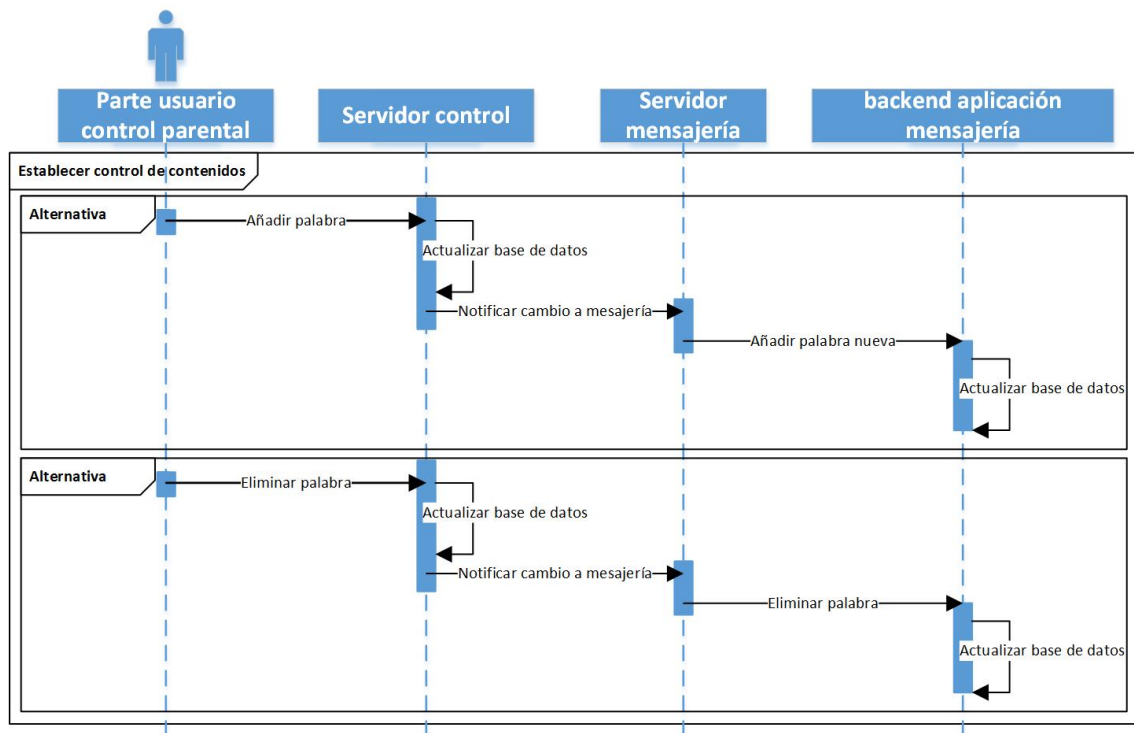 Parte usuario
control parental
Servidor control
Servidor
mensajería
backend aplicación
mensajería
Establecer control de contenidos
Alternativa
Añadir palabra
Actualizar base de datos
Notificar cambio a mesajería
Añadir palabra nueva
Actualizar base de datos
Alternativa
Eliminar palabra
Actualizar base de datos
Notificar cambio a mesajería
Eliminar palabra
Actualizar base de datos